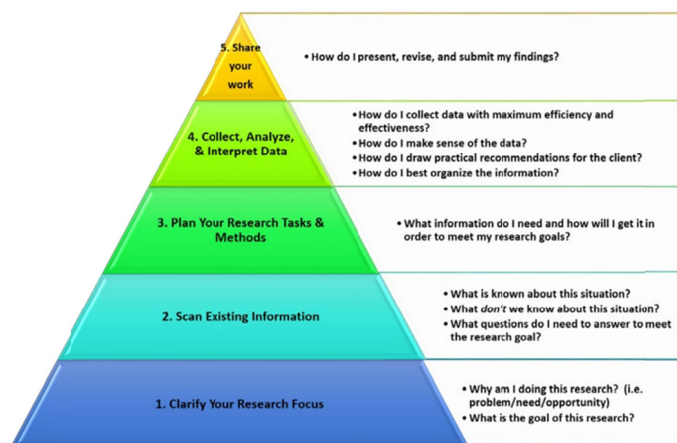 5. Share
your
work
• How do I present, revise, and submit my findings?
4. Collect, Analyze,
& Interpret Data
• How do I collect data with maximum efficiency and
effectiveness?
• How do I make sense of the data?
• How do I draw practical recommendations for the client?
• How do I best organize the information?
3. Plan Your Research Tasks &
Methods
• What information do I need and how will I get it in
order to meet my research goals?
2. Scan Existing Information
• What is known about this situation?
• What don't we know about this situation?
• What questions do I need to answer to meet
the research goal?
1. Clarify Your Research Focus
• Why am I doing this research? (i.e.
problem/need/opportunity)
• What is the goal of this research?